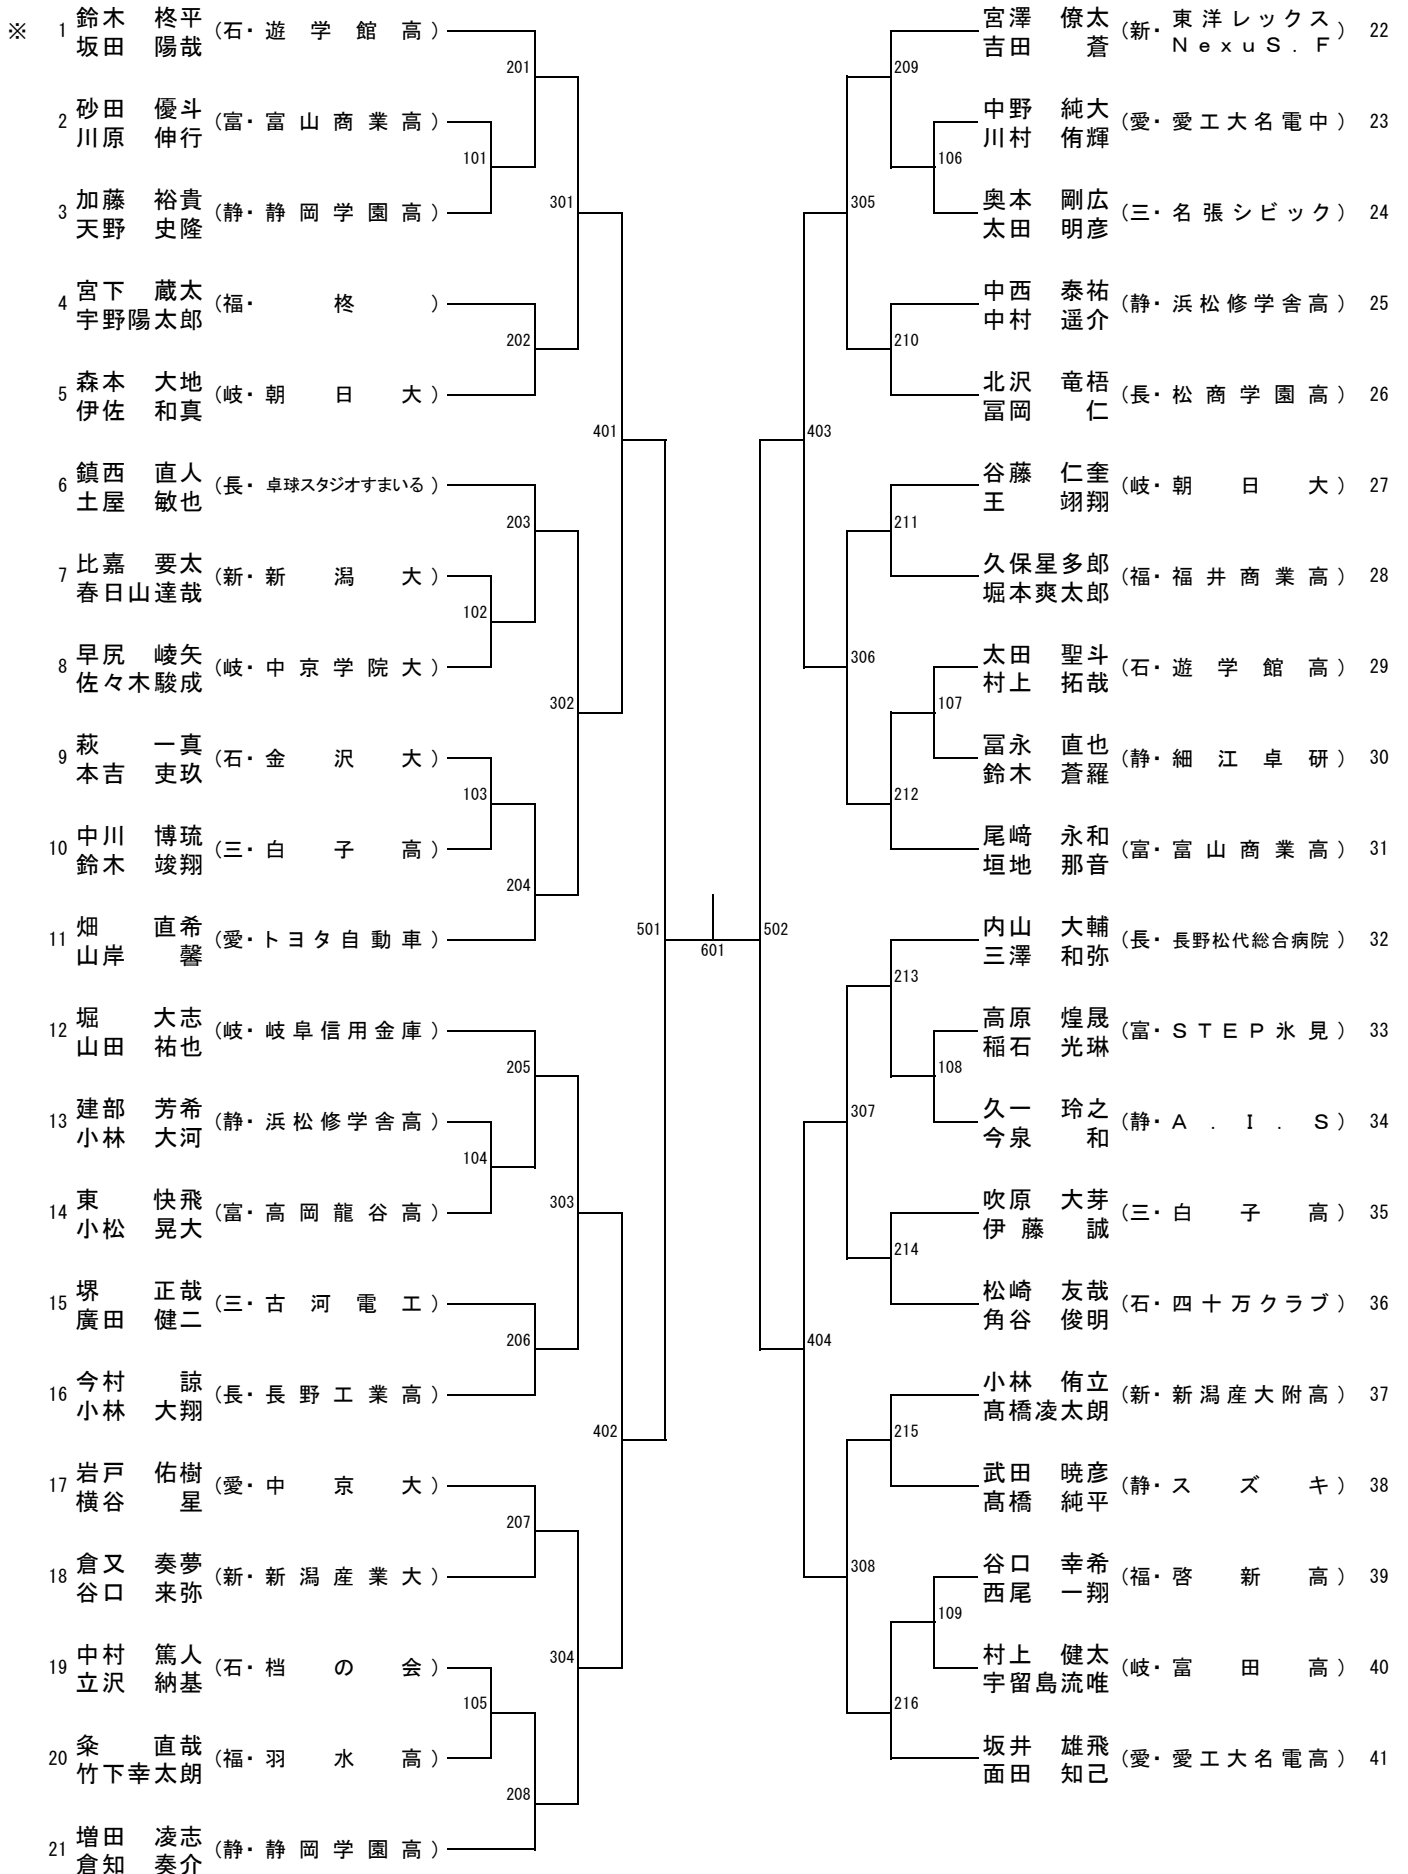 ※ 1 鈴木 柊平 (石・遊学館高)
坂田 陽哉
201
2 砂田 優斗 (富・富山商業高)
川原 伸行
101
3 加藤 裕貴 (静・静岡学園高)
天野 史隆
301
4 宮下 蔵太 (福・柊)
宇野陽太郎
202
5 森本 大地 (岐・朝日大)
伊佐 和真
401
6 鎮西 直人 (長・卓球スタジオすまいる)
土屋 敏也
203
7 比嘉 要太 (新・新潟大)
春日山達哉
102
8 早尻 崚矢 (岐・中京学院大)
佐々木駿成
302
9 萩 一真 (石・金沢大)
本吉 吏玖
103
10 中川 博琉 (三・白子高)
鈴木 竣翔
204
11 畑 直希 (愛・トヨタ自動車)
山岸 馨
501
12 堀 大志 (岐・岐阜信用金庫)
山田 祐也
205
13 建部 芳希 (静・浜松修学舎高)
小林 大河
104
14 東 快飛 (富・高岡龍谷高)
小松 晃大
303
15 堺 正哉 (三・古河電工)
廣田 健二
206
16 今村 諒 (長・長野工業高)
小林 大翔
402
17 岩戸 佑樹 (愛・中京大)
横谷 星
207
18 倉又 奏夢 (新・新潟産業大)
谷口 来弥
304
19 中村 篤人 (石・档の会)
立沢 納基
105
20 粂 直哉 (福・羽水高)
竹下幸太朗
208
21 増田 凌志 (静・静岡学園高)
倉知 奏介
601
宮澤 僚太 (新・東洋レックス NexuS.F) 22
吉田 蒼
209
中野 純大 (愛・愛工大名電中) 23
川村 侑輝
106
奥本 剛広 (三・名張シビック) 24
太田 明彦
305
中西 泰祐 (静・浜松修学舎高) 25
中村 遥介
210
北沢 竜梧 (長・松商学園高) 26
冨岡 仁
403
谷藤 仁奎 (岐・朝日大) 27
王 翊翔
211
久保星多郎 (福・福井商業高) 28
堀本爽太郎
306
太田 聖斗 (石・遊学館高) 29
村上 拓哉
107
冨永 直也 (静・細江卓研) 30
鈴木 蒼羅
212
尾﨑 永和 (富・富山商業高) 31
垣地 那音
502
内山 大輔 (長・長野松代総合病院) 32
三澤 和弥
213
高原 煌晟 (富・STEP氷見) 33
稲石 光琳
108
久一 玲之 (静・A.I.S) 34
今泉 和
307
吹原 大芽 (三・白子高) 35
伊藤 誠
214
松崎 友哉 (石・四十万クラブ) 36
角谷 俊明
404
小林 侑立 (新・新潟産大附高) 37
髙橋凌太朗
215
武田 暁彦 (静・スズキ) 38
髙橋 純平
308
谷口 幸希 (福・啓新高) 39
西尾 一翔
109
村上 健太 (岐・富田高) 40
宇留島流唯
216
坂井 雄飛 (愛・愛工大名電高) 41
面田 知己